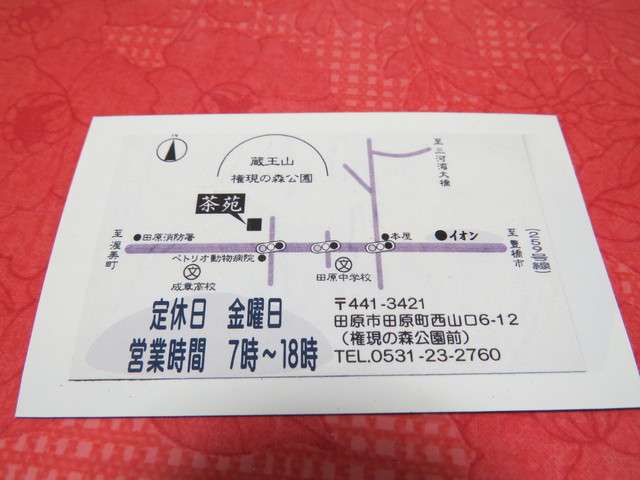 N
蔵王山
権現の森公園
至三河湾大橋
茶苑
至渥美町
田原消防署
本屋
イオン
至豊橋市
(259号線)
ペトリオ動物病院
文
成章高校
文
田原中学校
定休日 金曜日
営業時間 7時～18時
〒441-3421
田原市田原町西山口6-12
(権現の森公園前)
TEL.0531-23-2760